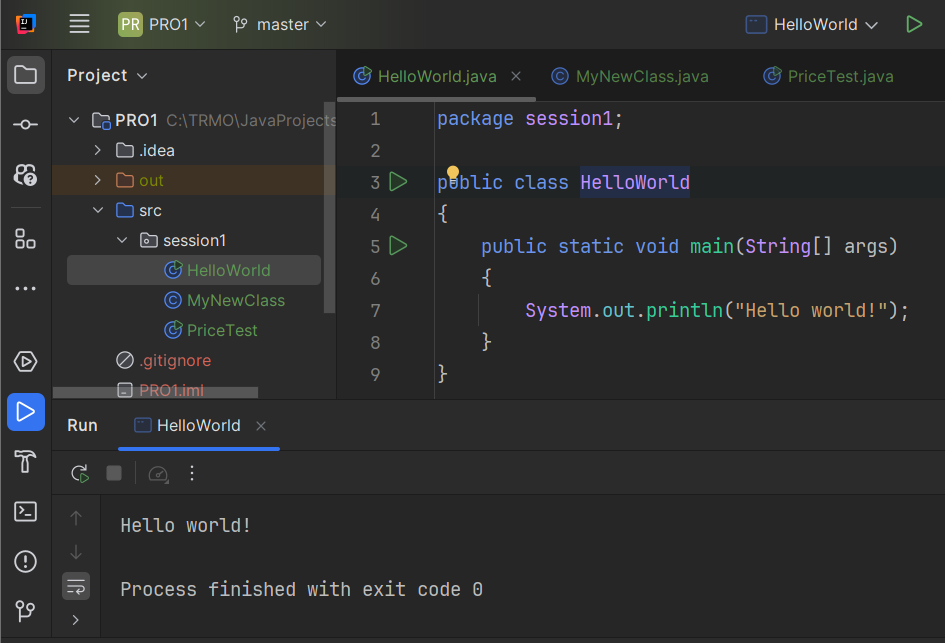 PR PRO1 master HelloWorld
Project
HelloWorld.java MyNewClass.java PriceTest.java
PRO1 C:\TRMO\JavaProjects
.idea
out
src
session1
HelloWorld
MyNewClass
PriceTest
.gitignore
PRO1.iml
1 package session1;
2
3 public class HelloWorld
4 {
5 public static void main(String[] args)
6 {
7 System.out.println("Hello world!");
8 }
9 }
Run HelloWorld
Hello world!
Process finished with exit code 0